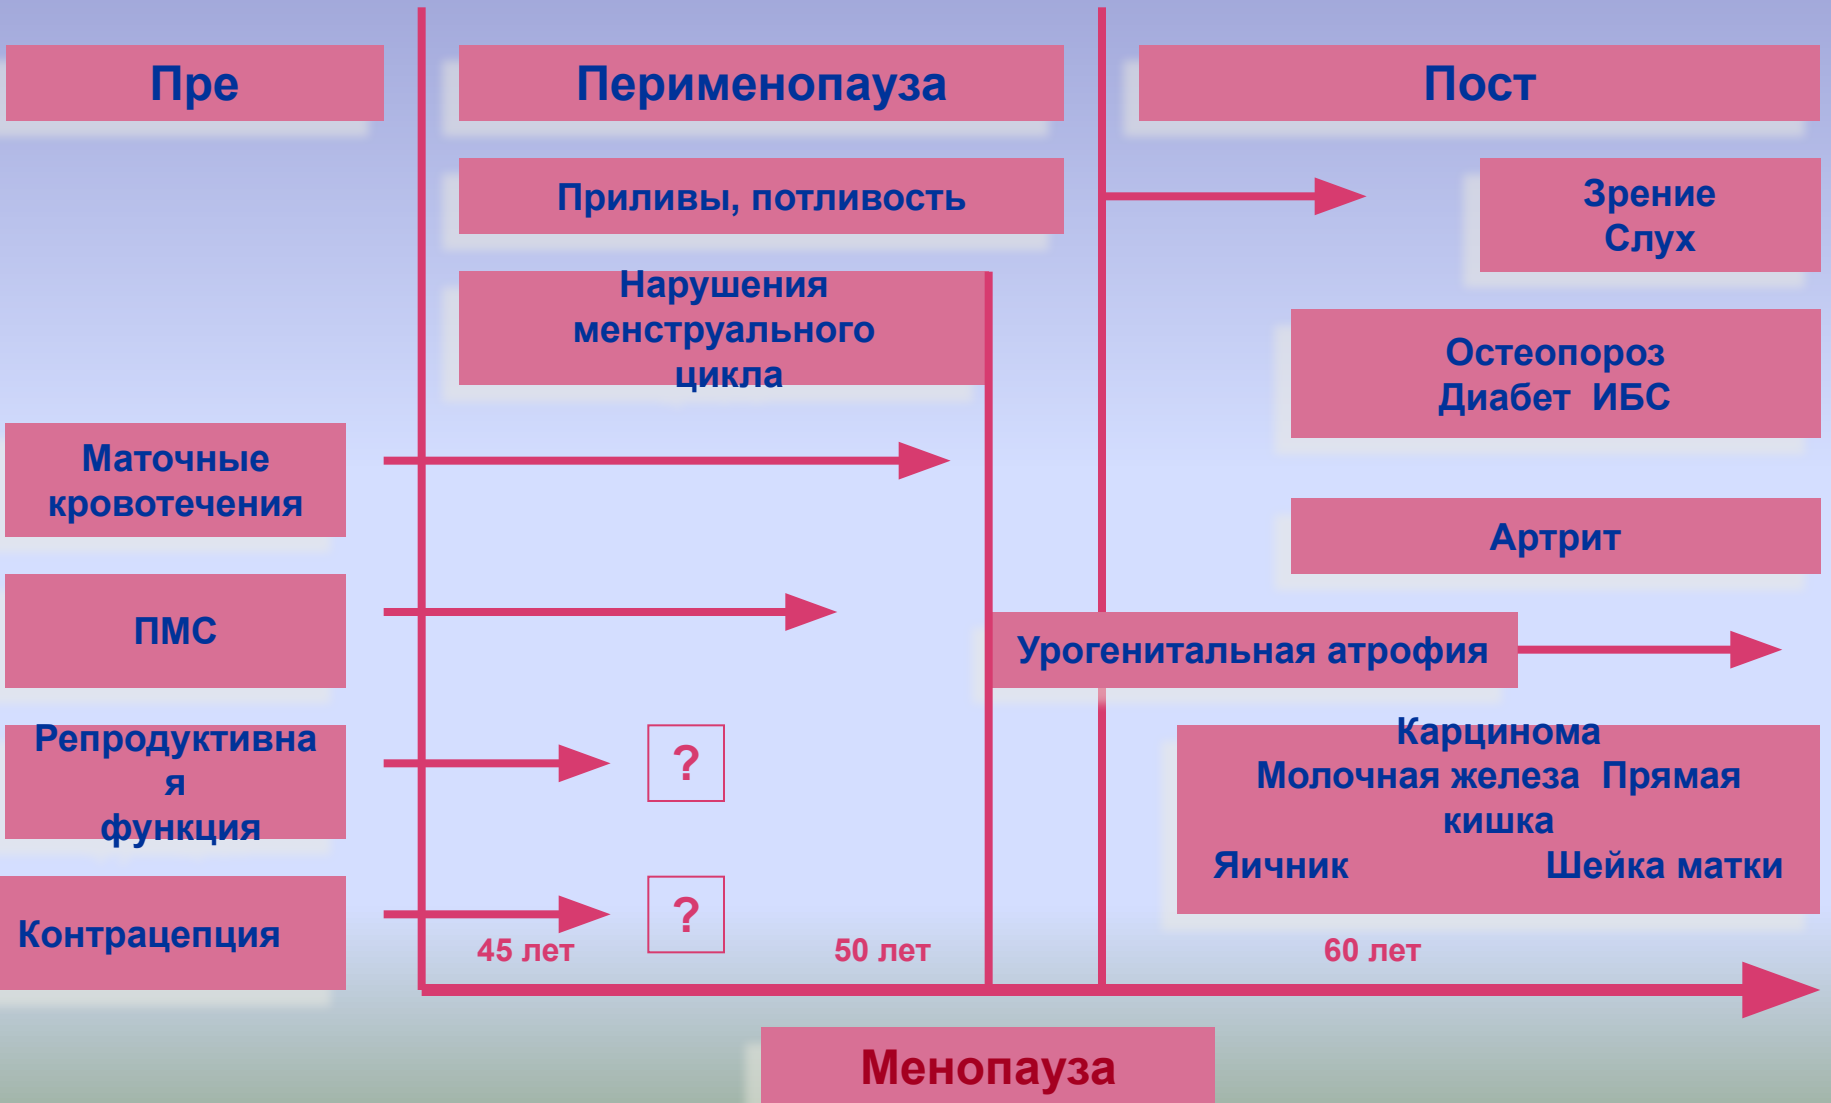 Пре
Перименопауза
Пост
Приливы, потливость
Зрение
Слух
Нарушения
менструального
цикла
Остеопороз
Диабет  ИБС
Маточные
кровотечения
Артрит
ПМС
Урогенитальная атрофия
Репродуктивна
я
функция
?
Карцинома
Молочная железа  Прямая
кишка
Яичник Шейка матки
Контрацепция
?
45 лет
50 лет
60 лет
Менопауза